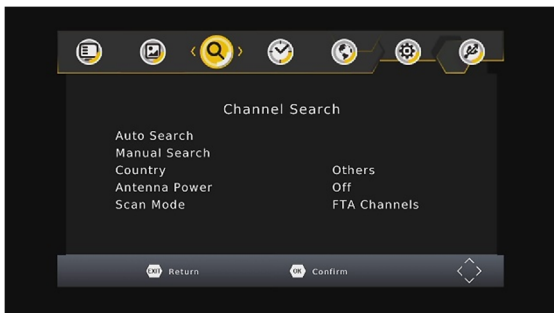 Channel Search
Auto Search
Manual Search
Country Others
Antenna Power Off
Scan Mode FTA Channels
EXIT Return OK Confirm